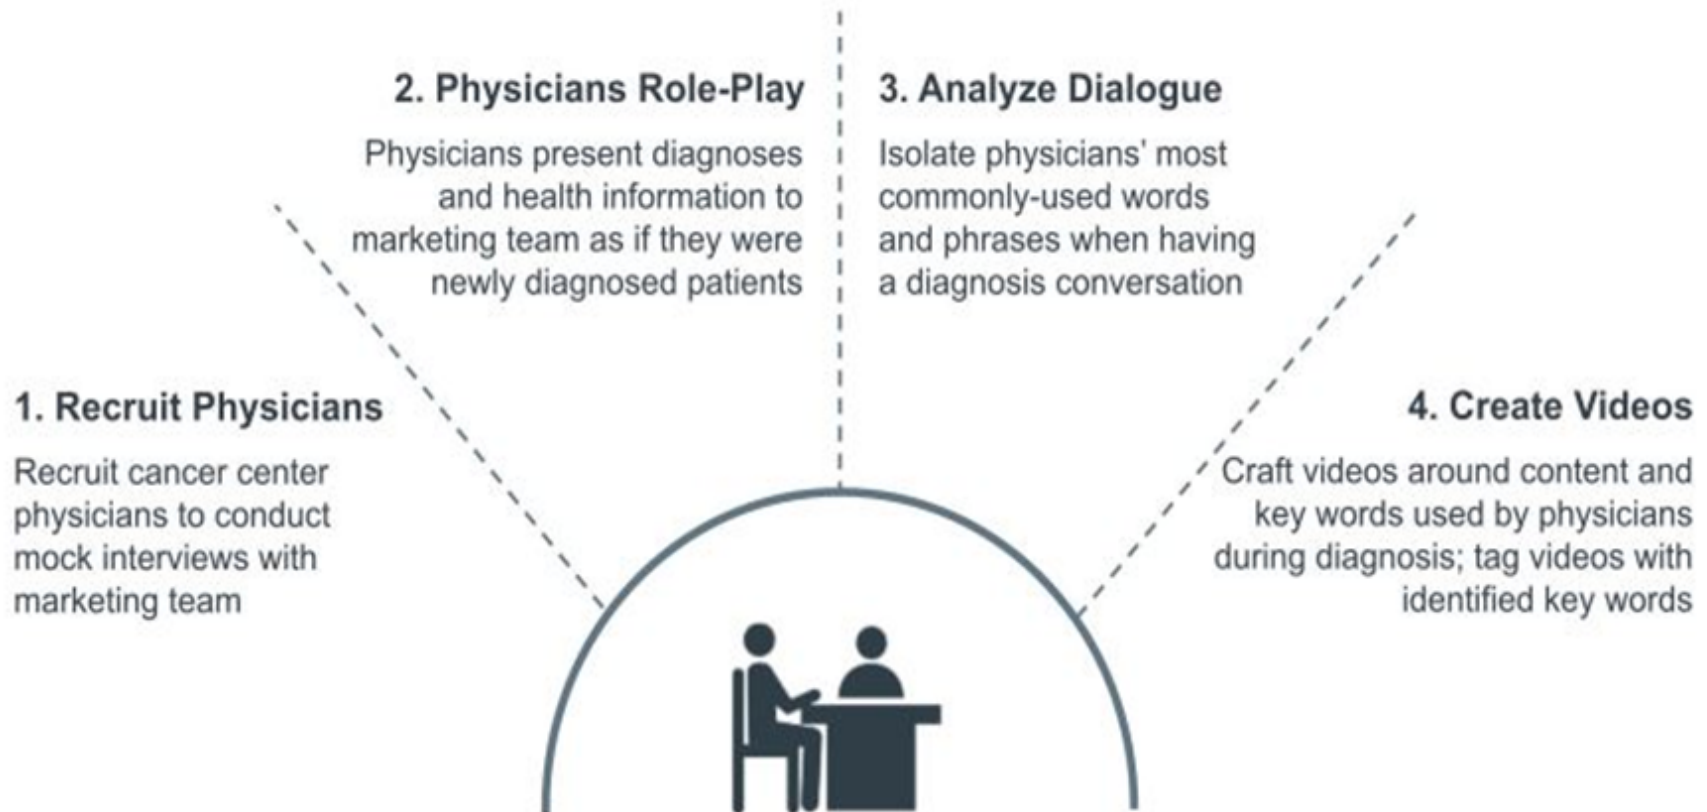 1. Recruit Physicians
Recruit cancer center
physicians to conduct
mock interviews with
marketing team
2. Physicians Role-Play
Physicians present diagnoses
and health information to
marketing team as if they were
newly diagnosed patients
3. Analyze Dialogue
Isolate physicians' most
commonly-used words
and phrases when having
a diagnosis conversation
4. Create Videos
Craft videos around content and
key words used by physicians
during diagnosis; tag videos with
identified key words